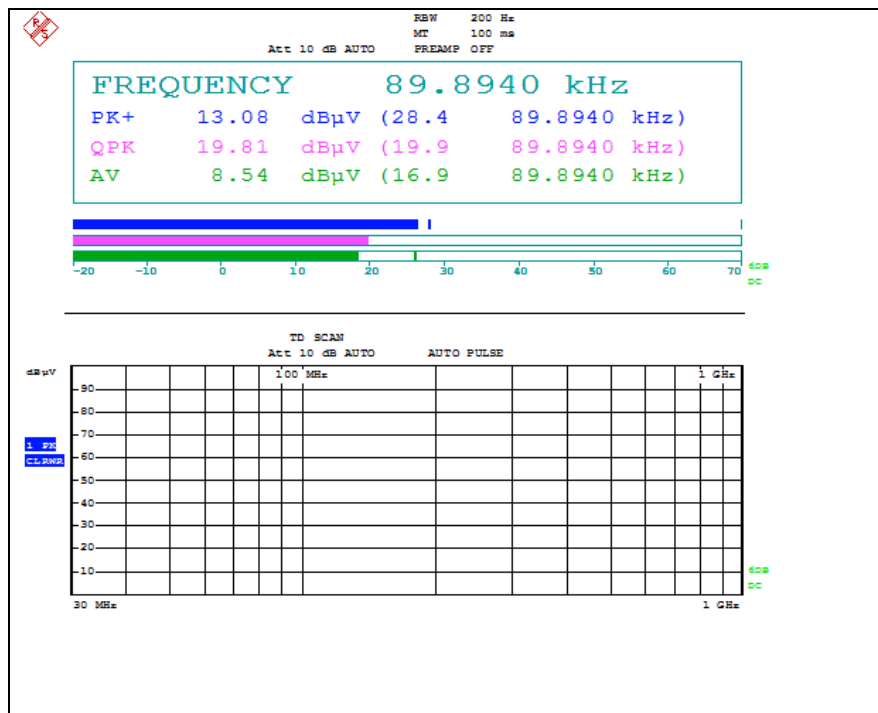 R S
RBW 200 Hz
MT 100 ms
Att 10 dB AUTO PREAMP OFF
FREQUENCY 89.8940 kHz
PK+ 13.08 dBµV (28.4 89.8940 kHz)
QPK 19.81 dBµV (19.9 89.8940 kHz)
AV 8.54 dBµV (16.9 89.8940 kHz)
-20 -10 0 10 20 30 40 50 60 70
6DB
DC
TD SCAN
Att 10 dB AUTO AUTO PULSE
dBµV
100 MHz 1 GHz
90
80
70
1 PK
CLRWR
60
50
40
30
20
10
6DB
DC
30 MHz 1 GHz